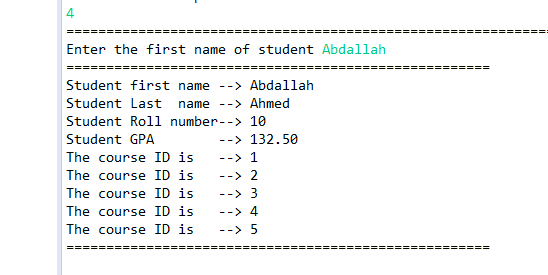 4
============================================================
Enter the first name of student Abdallah
=====================================================
Student first name --> Abdallah
Student Last  name --> Ahmed
Student Roll number--> 10
Student GPA        --> 132.50
The course ID is   --> 1
The course ID is   --> 2
The course ID is   --> 3
The course ID is   --> 4
The course ID is   --> 5
=====================================================